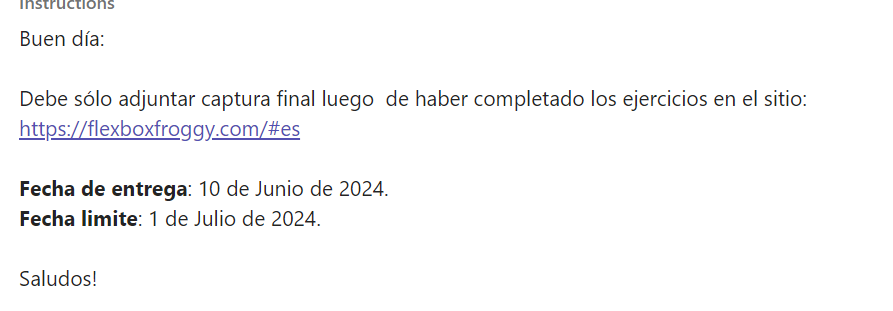 Instructions
Buen día:
Debe sólo adjuntar captura final luego  de haber completado los ejercicios en el sitio:
https://flexboxfroggy.com/#es
Fecha de entrega: 10 de Junio de 2024.
Fecha limite: 1 de Julio de 2024.
Saludos!